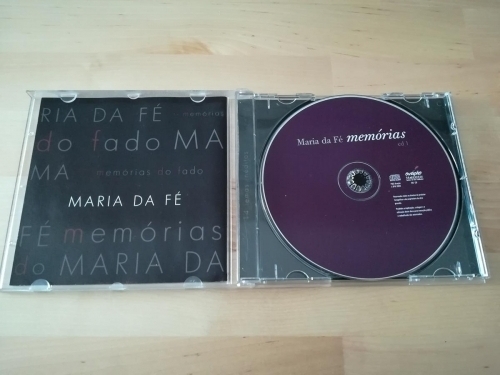 memórias
RIA DA FÉ
do fado MA
MA memórias do fado
MARIA DA FÉ
FÉ memórias
do MARIA DA
Maria da Fé memórias
cd 1